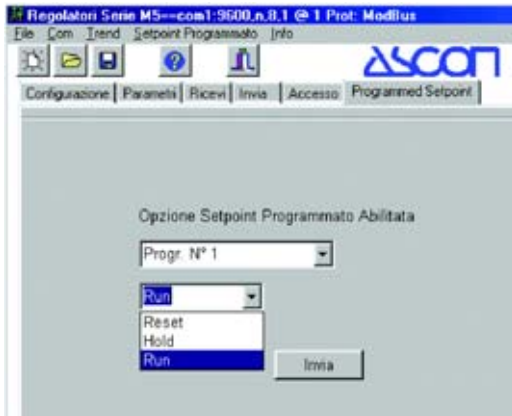 Regolatori Serie M5==com1:9600,n,8,1 @ 1 Prot: ModBus
File Com Trend Setpoint Programmato Info
ASCON
Configurazione Parametri Ricevi Invia Accesso Programmed Setpoint
Opzione Setpoint Programmato Abilitata
Progr. N° 1
Run
Reset
Hold
Run
Invia